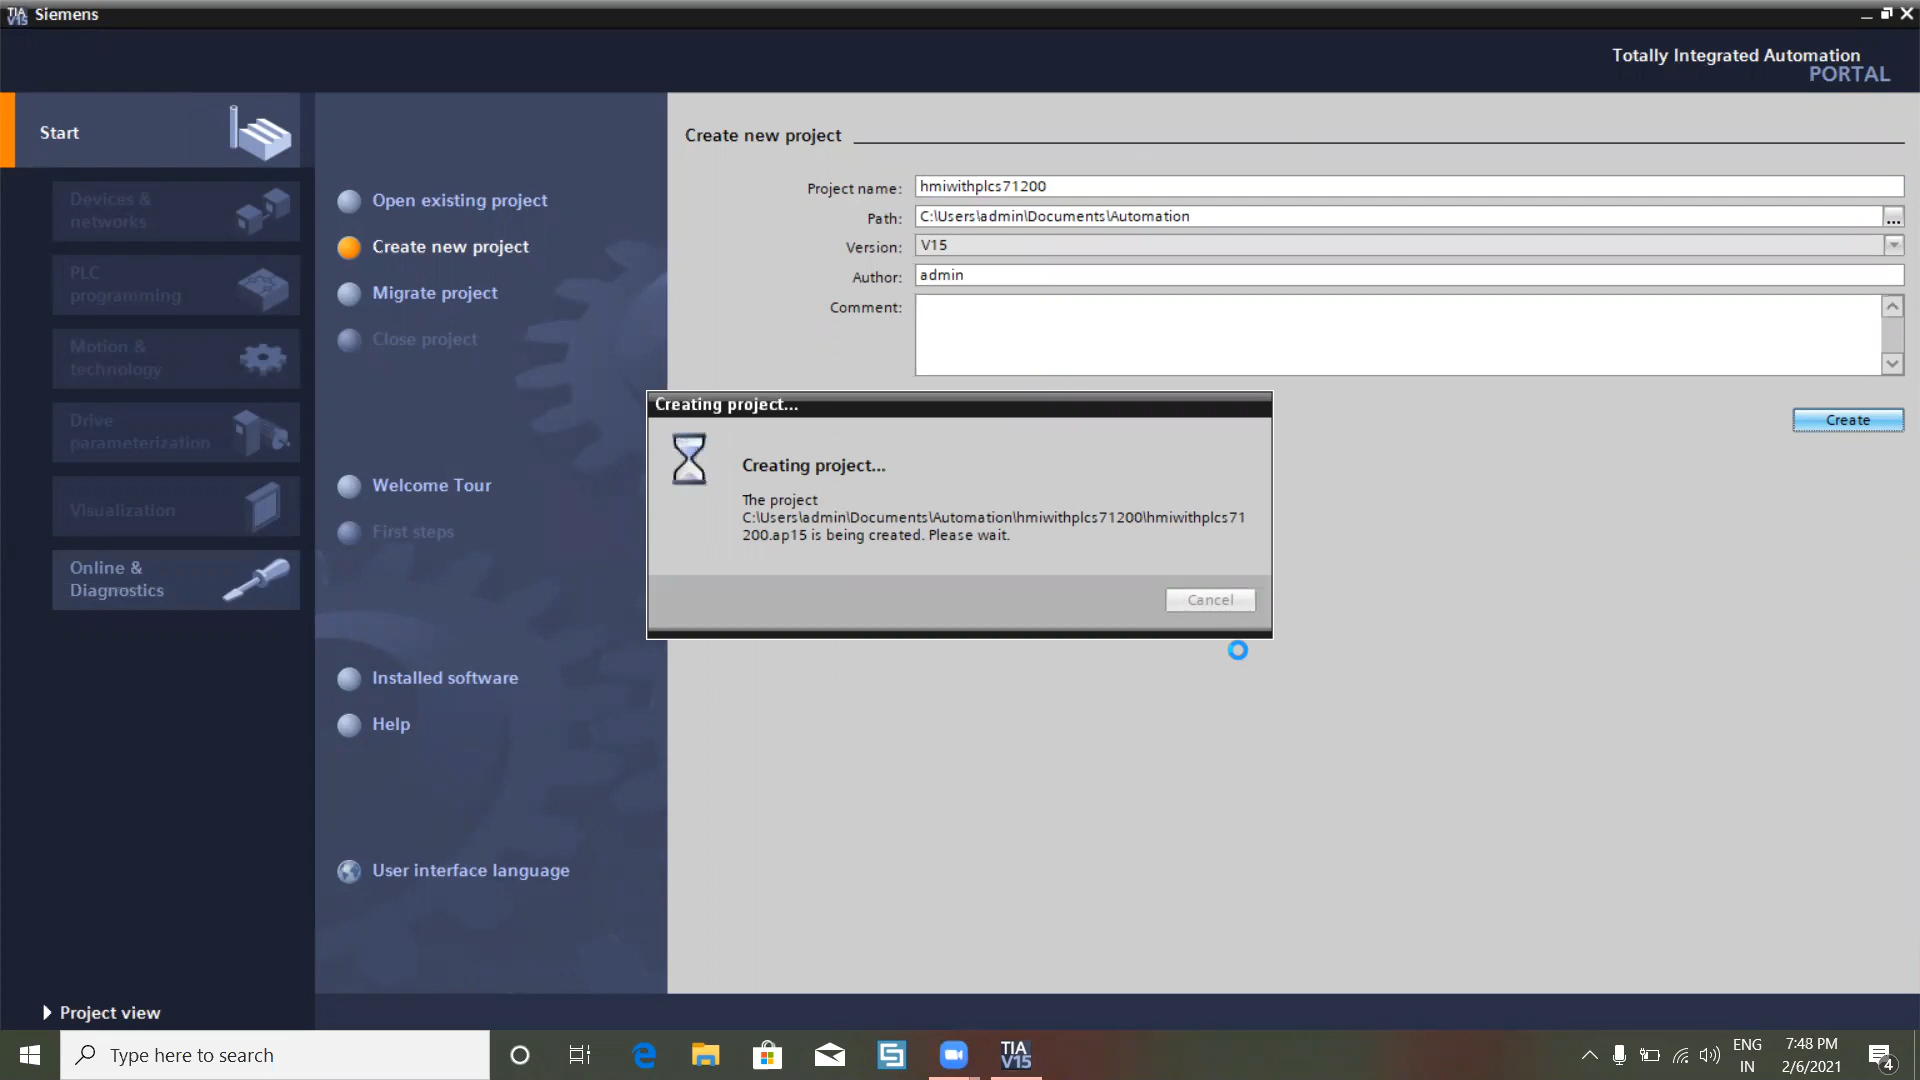 TIA V15 Siemens
Totally Integrated Automation
PORTAL
Start
Devices &
networks
PLC
programming
Motion &
technology
Drive
parameterization
Visualization
Online &
Diagnostics
Open existing project
Create new project
Migrate project
Close project
Welcome Tour
First steps
Installed software
Help
User interface language
Create new project
Project name: hmiwithplcs71200
Path: C:\Users\admin\Documents\Automation
...
Version: V15
Author: admin
Comment:
Create
Creating project...
Creating project...
The project
C:\Users\admin\Documents\Automation\hmiwithplcs71200\hmiwithplcs71
200.ap15 is being created. Please wait.
Cancel
Project view
Type here to search
TIA
V15
ENG
IN
7:48 PM
2/6/2021
4